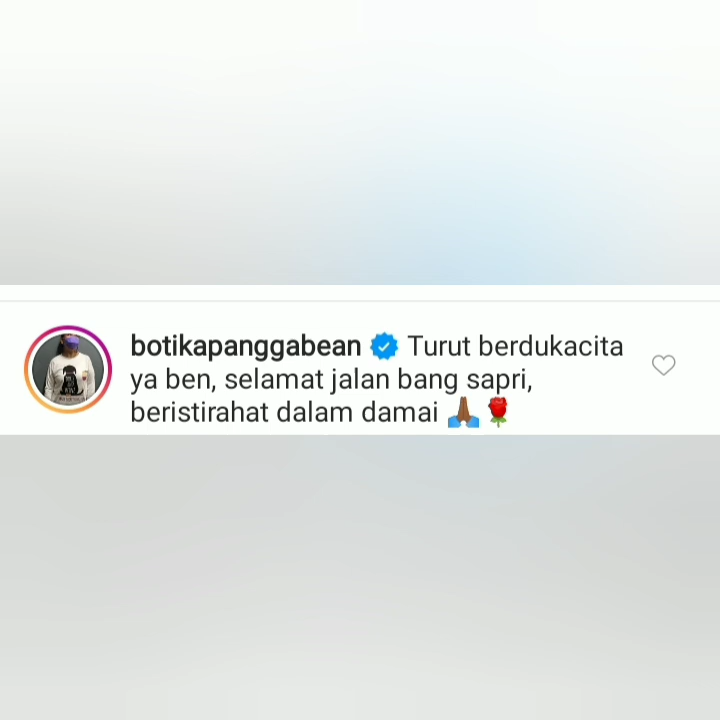 botikapanggabean Turut berdukacita
ya ben, selamat jalan bang sapri,
beristirahat dalam damai 🙏🏾🌹